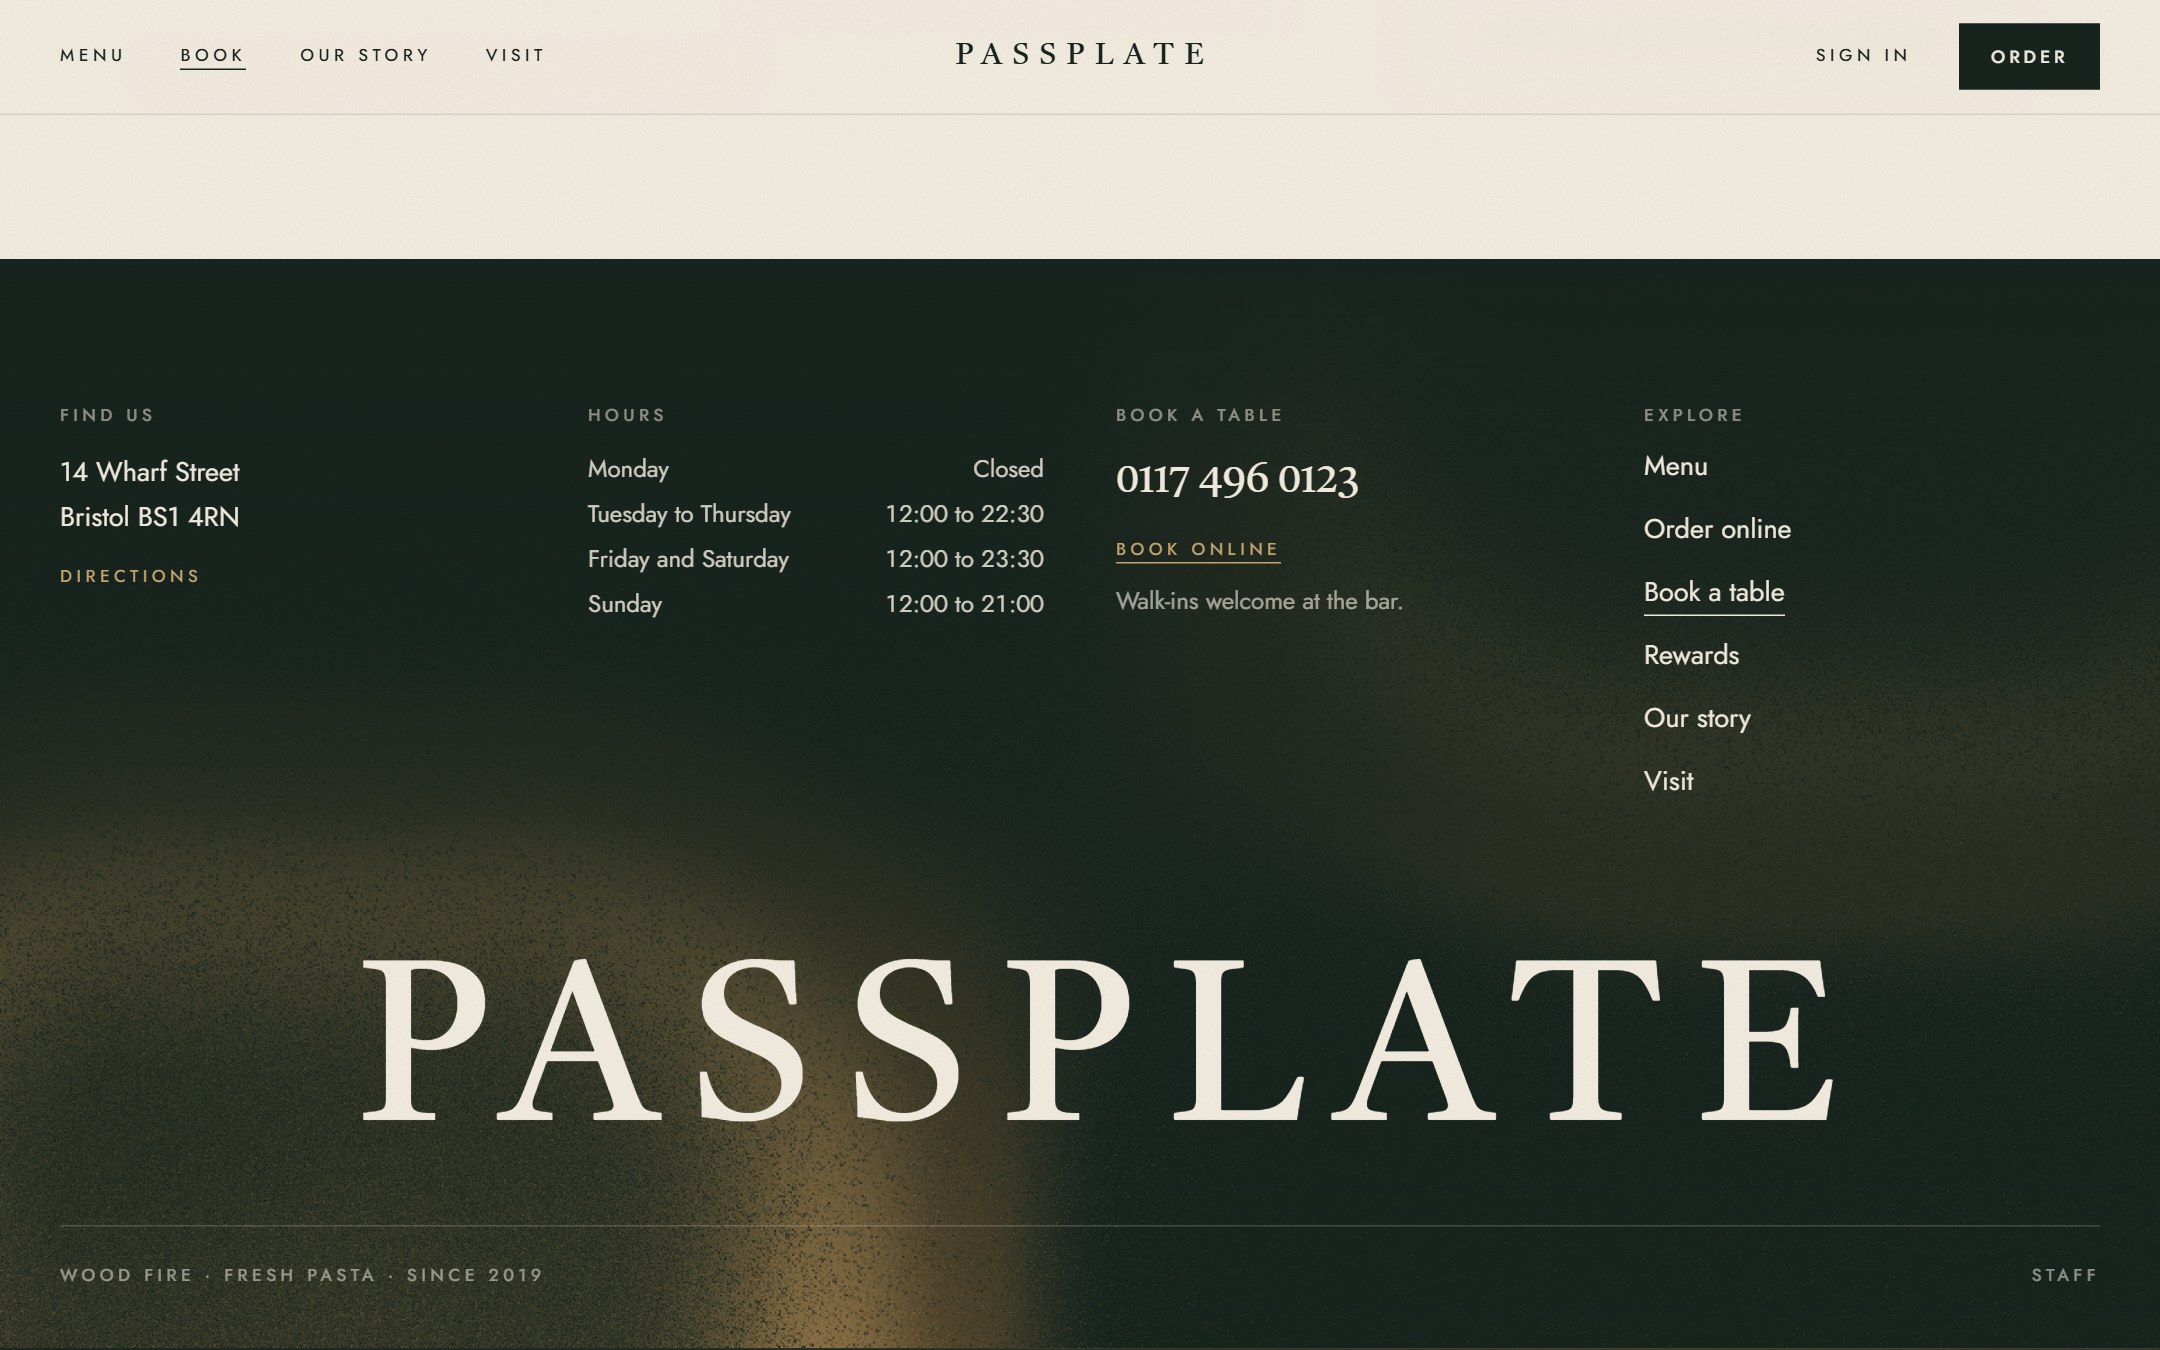 MENU BOOK OUR STORY VISIT PASSPLATE SIGN IN ORDER
FIND US
14 Wharf Street
Bristol BS1 4RN
DIRECTIONS
HOURS
Monday Closed
Tuesday to Thursday 12:00 to 22:30
Friday and Saturday 12:00 to 23:30
Sunday 12:00 to 21:00
BOOK A TABLE
0117 496 0123
BOOK ONLINE
Walk-ins welcome at the bar.
EXPLORE
Menu
Order online
Book a table
Rewards
Our story
Visit
PASSPLATE
WOOD FIRE · FRESH PASTA · SINCE 2019 STAFF